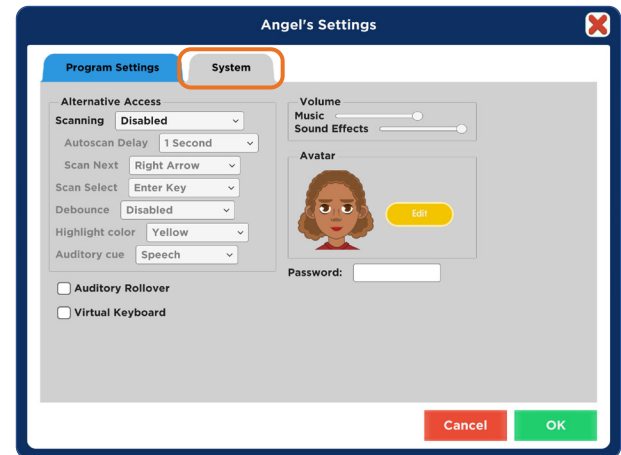 Angel's Settings
Program Settings
System
Alternative Access
Scanning Disabled
Autoscan Delay 1 Second
Scan Next Right Arrow
Scan Select Enter Key
Debounce Disabled
Highlight color Yellow
Auditory cue Speech
Auditory Rollover
Virtual Keyboard
Volume
Music
Sound Effects
Avatar
Edit
Password:
Cancel
OK